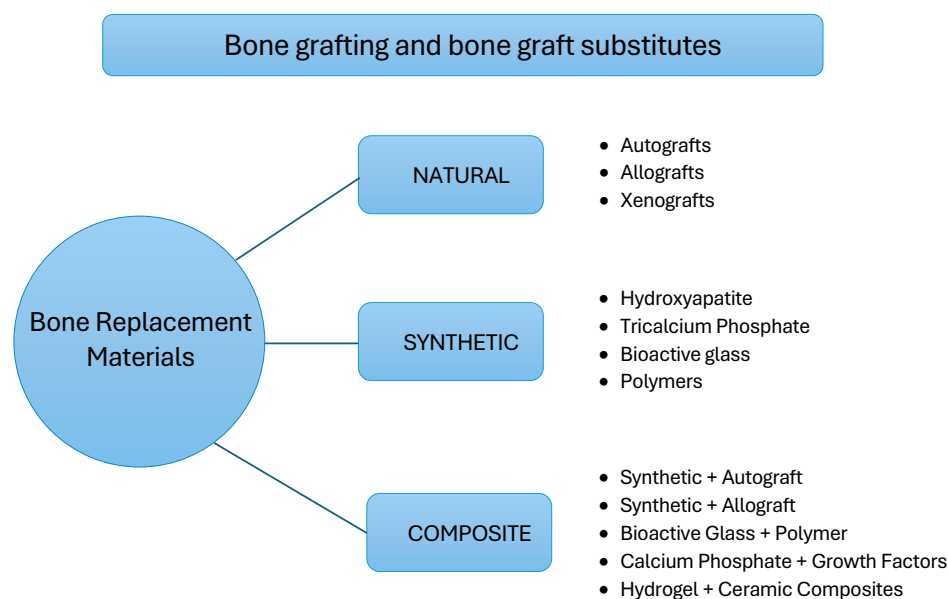 Bone grafting and bone graft substitutes
NATURAL
• Autografts
• Allografts
• Xenografts
Bone Replacement
Materials
SYNTHETIC
• Hydroxyapatite
• Tricalcium Phosphate
• Bioactive glass
• Polymers
COMPOSITE
• Synthetic + Autograft
• Synthetic + Allograft
• Bioactive Glass + Polymer
• Calcium Phosphate + Growth Factors
• Hydrogel + Ceramic Composites